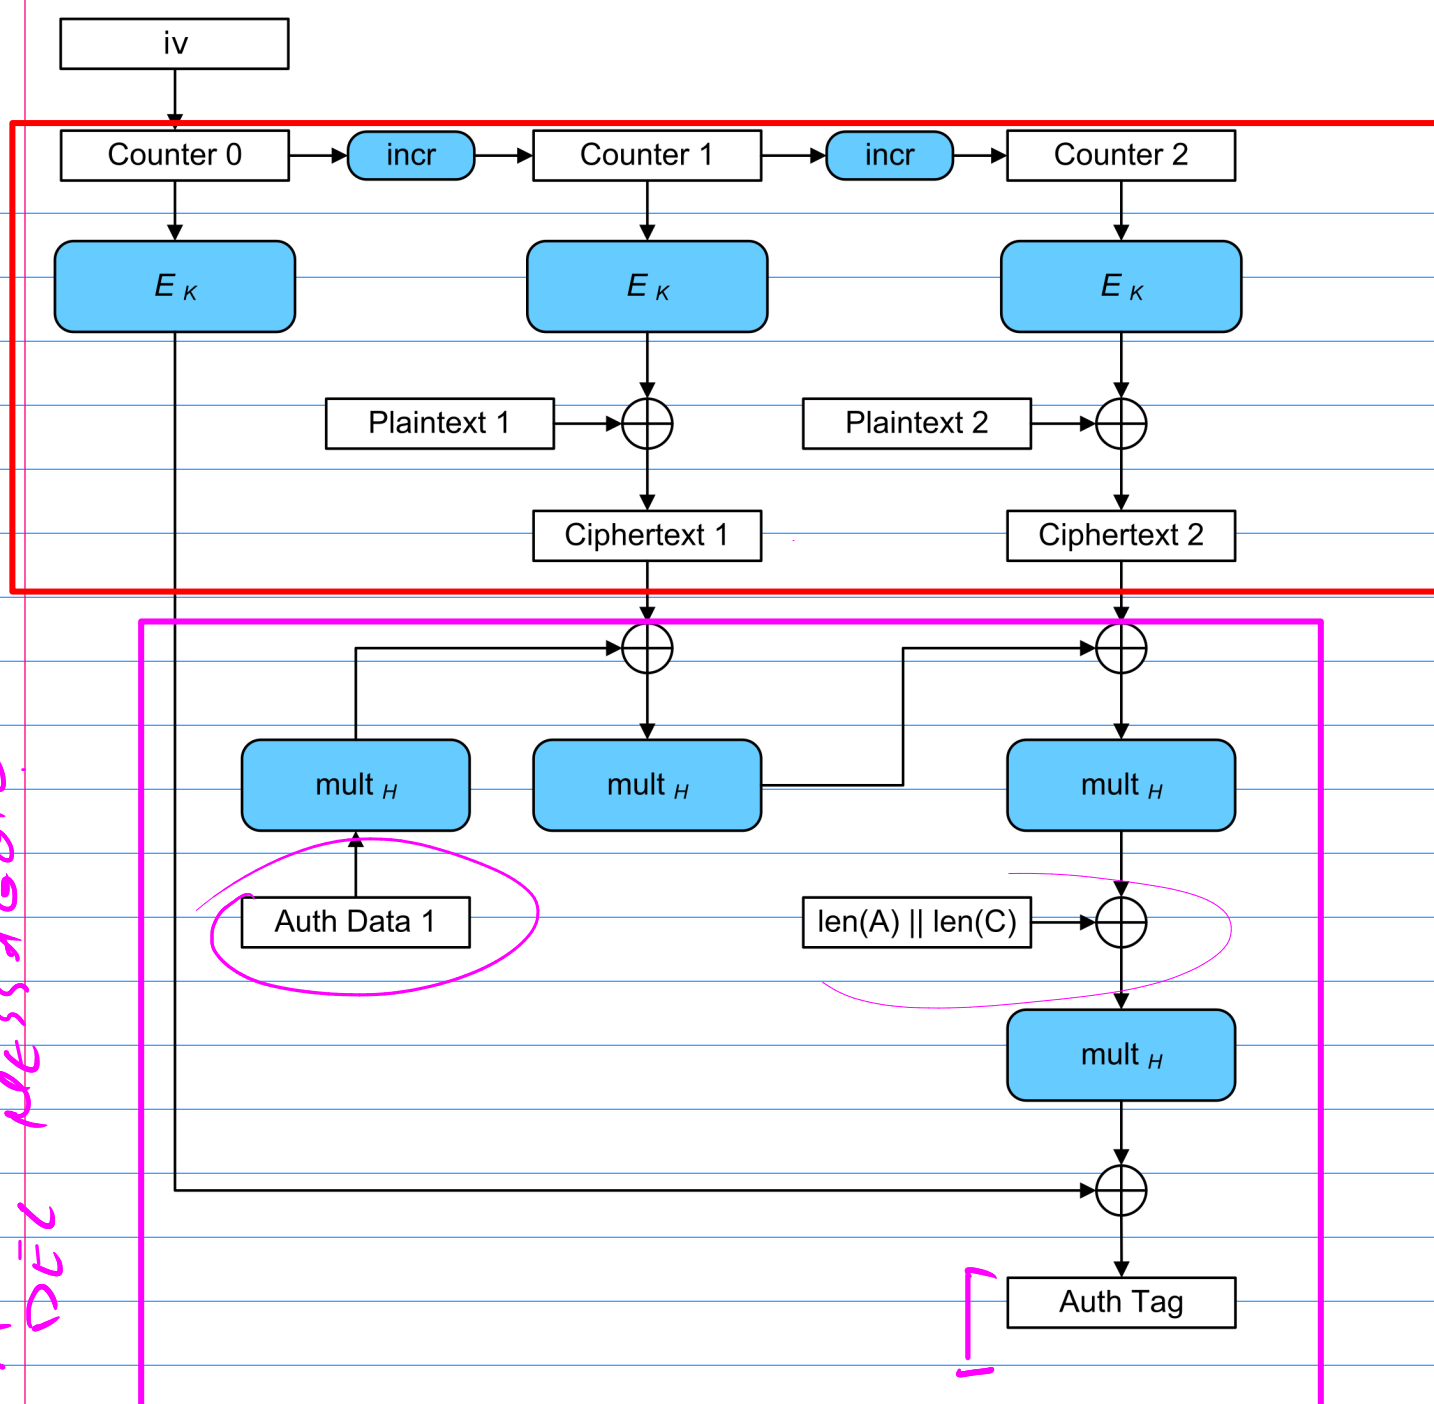 iv
Counter 0
incr
Counter 1
incr
Counter 2
E K
E K
E K
Plaintext 1
Plaintext 2
Ciphertext 1
Ciphertext 2
mult H
mult H
mult H
Auth Data 1
len(A) || len(C)
mult H
Auth Tag
DEL